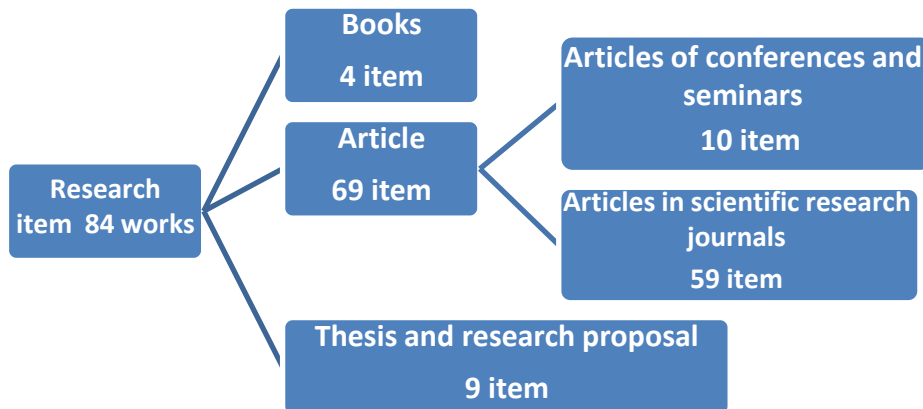 Research
item 84 works
Books
4 item
Article
69 item
Thesis and research proposal
9 item
Articles of conferences and
seminars
10 item
Articles in scientific research
journals
59 item